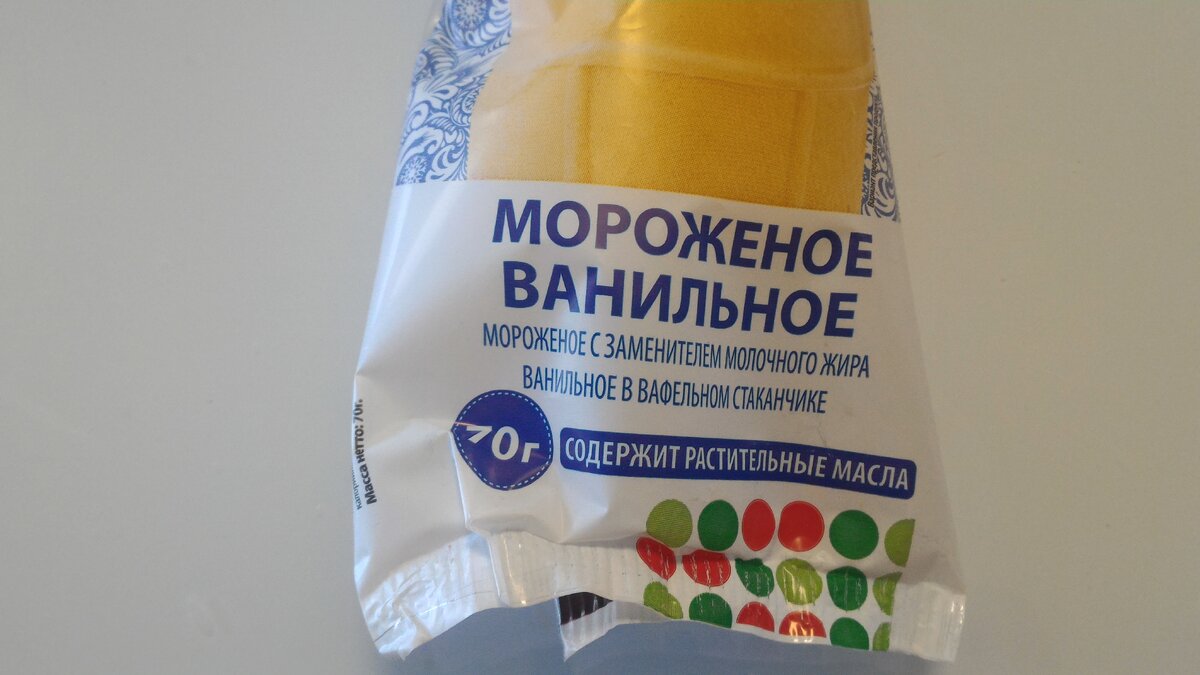 МОРОЖЕНОЕ
ВАНИЛЬНОЕ
МОРОЖЕНОЕ С ЗАМЕНИТЕЛЕМ МОЛОЧНОГО ЖИРА
ВАНИЛЬНОЕ В ВАФЕЛЬНОМ СТАКАНЧИКЕ
70г
СОДЕРЖИТ РАСТИТЕЛЬНЫЕ МАСЛА
Масса нетто: 70г.